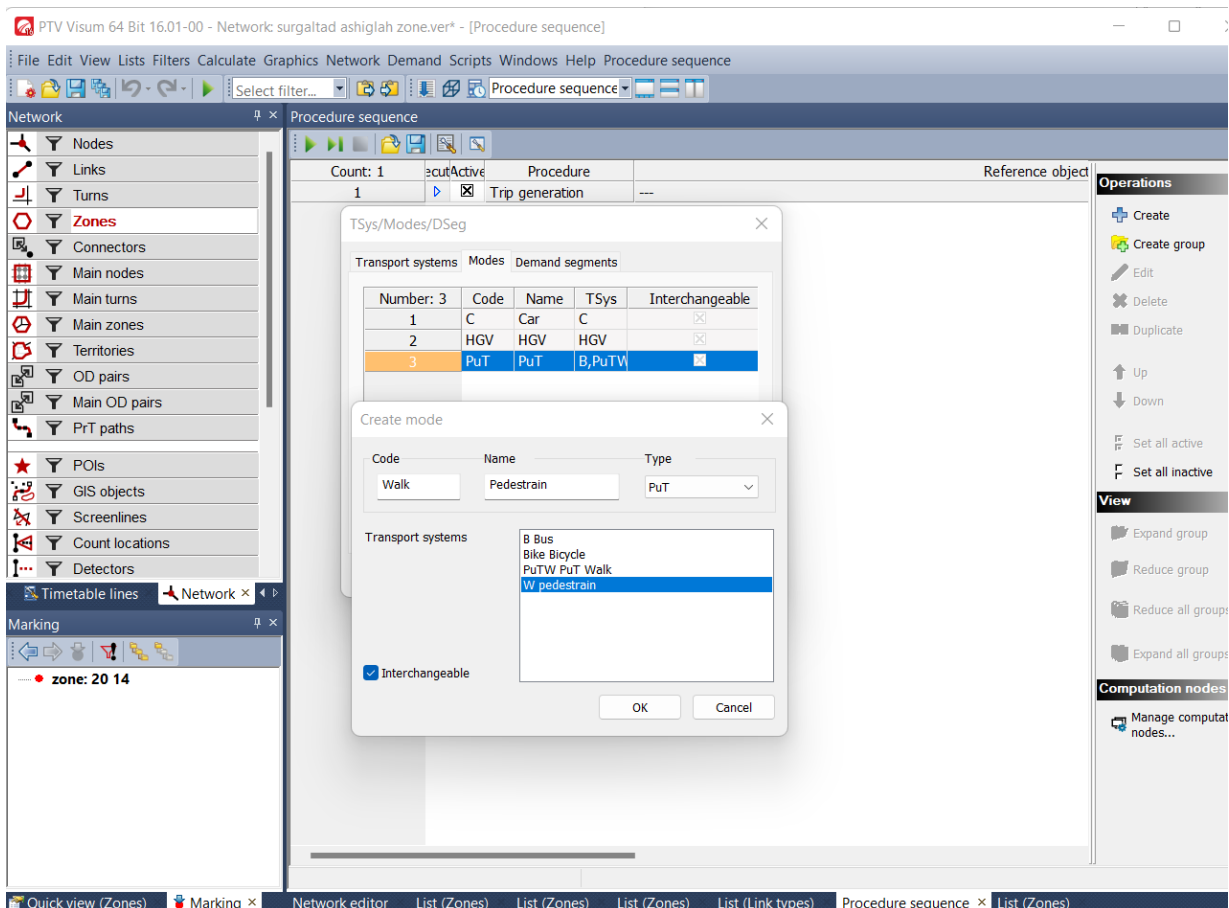 PTV Visum 64 Bit 16.01-00 - Network: surgaltad ashiglah zone.ver* - [Procedure sequence]
File Edit View Lists Filters Calculate Graphics Network Demand Scripts Windows Help Procedure sequence
Select filter... Procedure sequence
Network
Nodes
Links
Turns
Zones
Connectors
Main nodes
Main turns
Main zones
Territories
OD pairs
Main OD pairs
PrT paths
POIs
GIS objects
Screenlines
Count locations
Detectors
Timetable lines Network
Marking
zone: 20 14
Quick view (Zones) Marking
Procedure sequence
Count: 1 ecut Active Procedure Reference object
1 Trip generation ---
TSys/Modes/DSeg
Transport systems Modes Demand segments
Number: 3 Code Name TSys Interchangeable
1 C Car C
2 HGV HGV HGV
3 PuT PuT B,PuTW
Create mode
Code Name Type
Walk Pedestrain PuT
Transport systems
B Bus
Bike Bicycle
PuTW PuT Walk
W pedestrain
Interchangeable
OK Cancel
Operations
Create
Create group
Edit
Delete
Duplicate
Up
Down
Set all active
Set all inactive
View
Expand group
Reduce group
Reduce all groups
Expand all groups
Computation nodes
Manage computat
nodes...
Network editor List (Zones) List (Zones) List (Zones) List (Link types) Procedure sequence List (Zones)